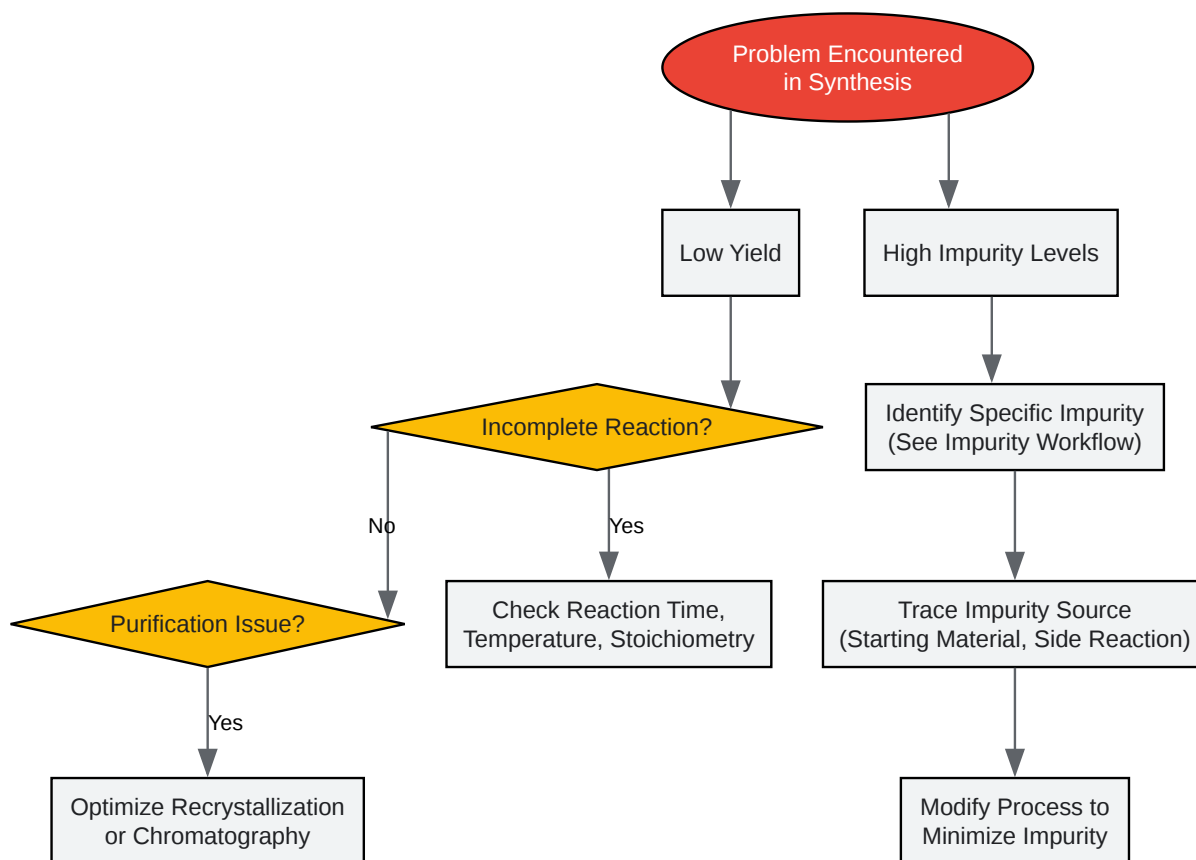 Problem Encountered
in Synthesis
Low Yield
High Impurity Levels
Incomplete Reaction?
Identify Specific Impurity
(See Impurity Workflow)
No
Yes
Purification Issue?
Check Reaction Time,
Temperature, Stoichiometry
Trace Impurity Source
(Starting Material, Side Reaction)
Yes
Optimize Recrystallization
or Chromatography
Modify Process to
Minimize Impurity